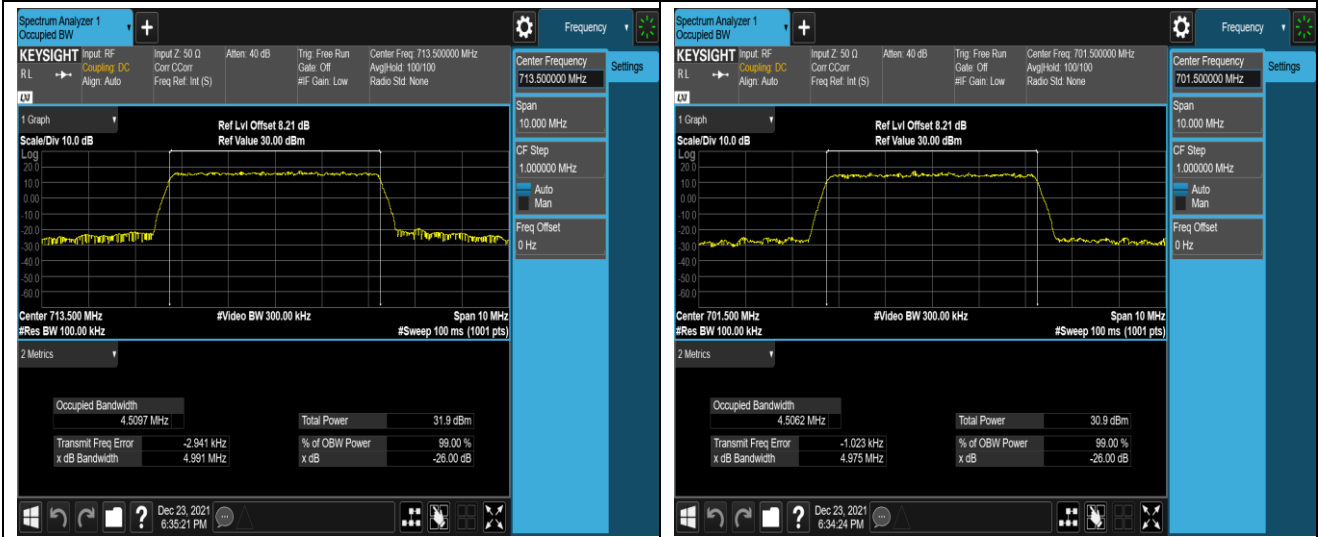 Spectrum Analyzer 1
Occupied BW
Frequency
KEYSIGHT
Input: RF
Coupling: DC
Align: Auto
Input Z: 50 Ω
Corr CCorr
Freq Ref: Int (S)
Atten: 40 dB
Trig: Free Run
Gate: Off
#IF Gain: Low
Center Freq: 713.500000 MHz
Avg|Hold: 100/100
Radio Std: None
R L
LXI
Center Frequency
713.500000 MHz
Settings
Span
10.000 MHz
CF Step
1.000000 MHz
Auto
Man
Freq Offset
0 Hz
1 Graph
Ref Lvl Offset 8.21 dB
Scale/Div 10.0 dB
Ref Value 30.00 dBm
Log
20.0
10.0
0.00
-10.0
-20.0
-30.0
-40.0
-50.0
-60.0
Center 713.500 MHz
#Video BW 300.00 kHz
Span 10 MHz
#Res BW 100.00 kHz
#Sweep 100 ms (1001 pts)
2 Metrics
Occupied Bandwidth
4.5097 MHz
Total Power
31.9 dBm
Transmit Freq Error
-2.941 kHz
% of OBW Power
99.00 %
x dB Bandwidth
4.991 MHz
x dB
-26.00 dB
Dec 23, 2021
6:35:21 PM
Spectrum Analyzer 1
Occupied BW
Frequency
KEYSIGHT
Input: RF
Coupling: DC
Align: Auto
Input Z: 50 Ω
Corr CCorr
Freq Ref: Int (S)
Atten: 40 dB
Trig: Free Run
Gate: Off
#IF Gain: Low
Center Freq: 701.500000 MHz
Avg|Hold: 100/100
Radio Std: None
R L
LXI
Center Frequency
701.500000 MHz
Settings
Span
10.000 MHz
CF Step
1.000000 MHz
Auto
Man
Freq Offset
0 Hz
1 Graph
Ref Lvl Offset 8.21 dB
Scale/Div 10.0 dB
Ref Value 30.00 dBm
Log
20.0
10.0
0.00
-10.0
-20.0
-30.0
-40.0
-50.0
-60.0
Center 701.500 MHz
#Video BW 300.00 kHz
Span 10 MHz
#Res BW 100.00 kHz
#Sweep 100 ms (1001 pts)
2 Metrics
Occupied Bandwidth
4.5062 MHz
Total Power
30.9 dBm
Transmit Freq Error
-1.023 kHz
% of OBW Power
99.00 %
x dB Bandwidth
4.975 MHz
x dB
-26.00 dB
Dec 23, 2021
6:34:24 PM